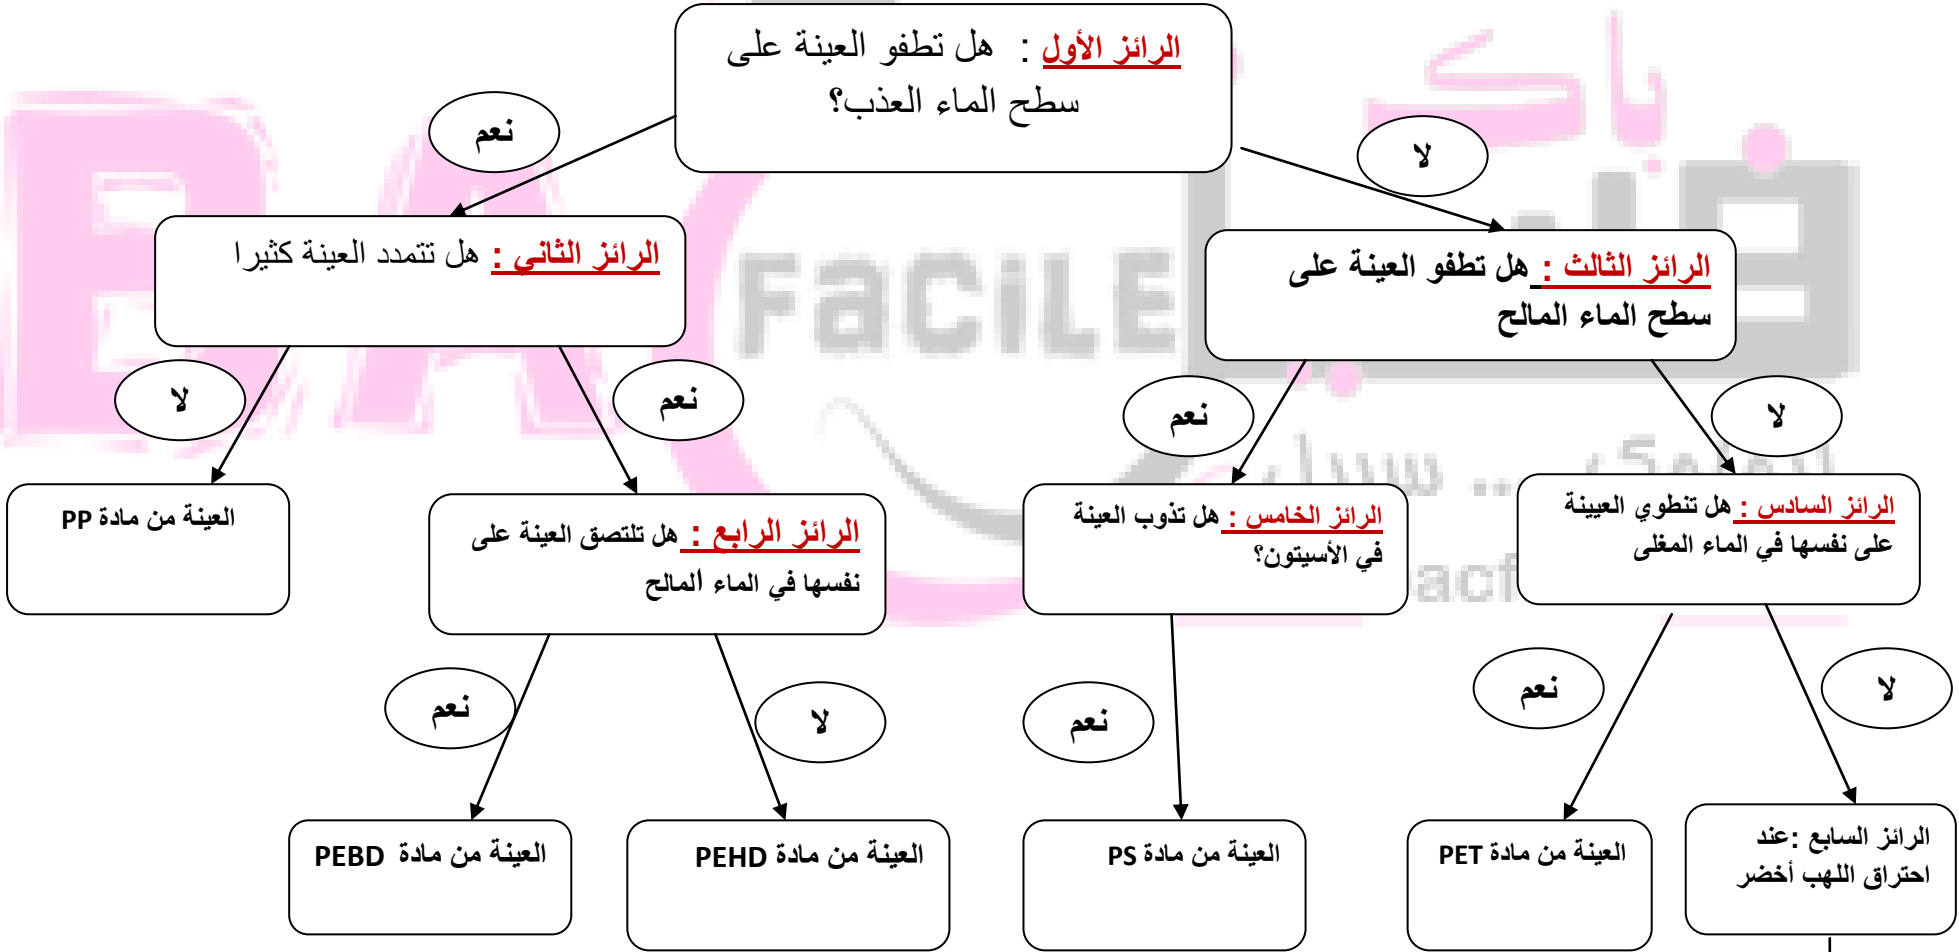 الرائز الأول : هل تطفو العينة على
سطح الماء العذب؟
نعم
لا
الرائز الثاني : هل تتمدد العينة كثيرا
الرائز الثالث : هل تطفو العينة على
سطح الماء المالح
لا
نعم
نعم
لا
العينة من مادة PP
الرائز الرابع : هل تلتصق العينة على
نفسها في الماء المالح
الرائز الخامس : هل تذوب العينة
في الأسيتون؟
الرائز السادس : هل تنطوي العيينة
على نفسها في الماء المغلى
نعم
لا
نعم
نعم
لا
العينة من مادة PEBD
العينة من مادة PEHD
العينة من مادة PS
العينة من مادة PET
الرائز السابع :عند
احتراق اللهب أخضر
BAC
FaCiLE
باك